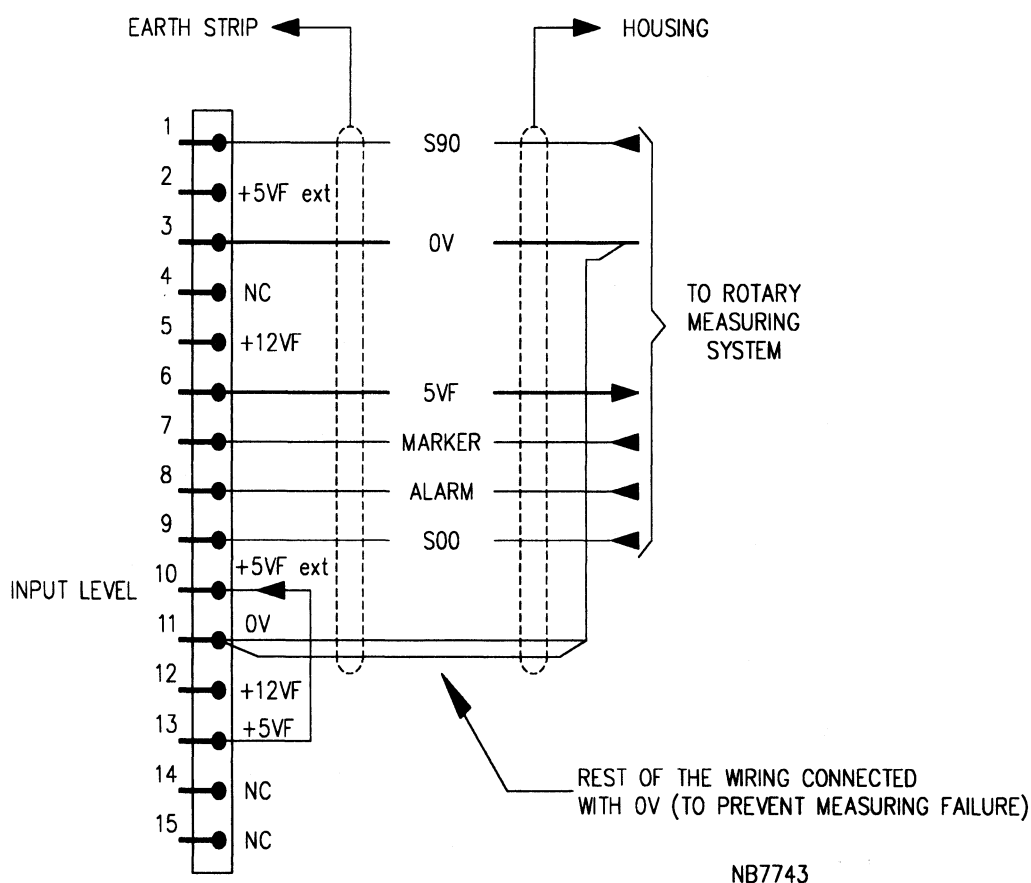 EARTH STRIP
HOUSING
1
S90
2
+5VF ext
3
0V
4
NC
TO ROTARY
MEASURING
SYSTEM
5
+12VF
6
5VF
7
MARKER
8
ALARM
9
S00
+5VF ext
INPUT LEVEL
10
11
0V
12
+12VF
13
+5VF
14
NC
REST OF THE WIRING CONNECTED
WITH 0V (TO PREVENT MEASURING FAILURE)
15
NC
NB7743